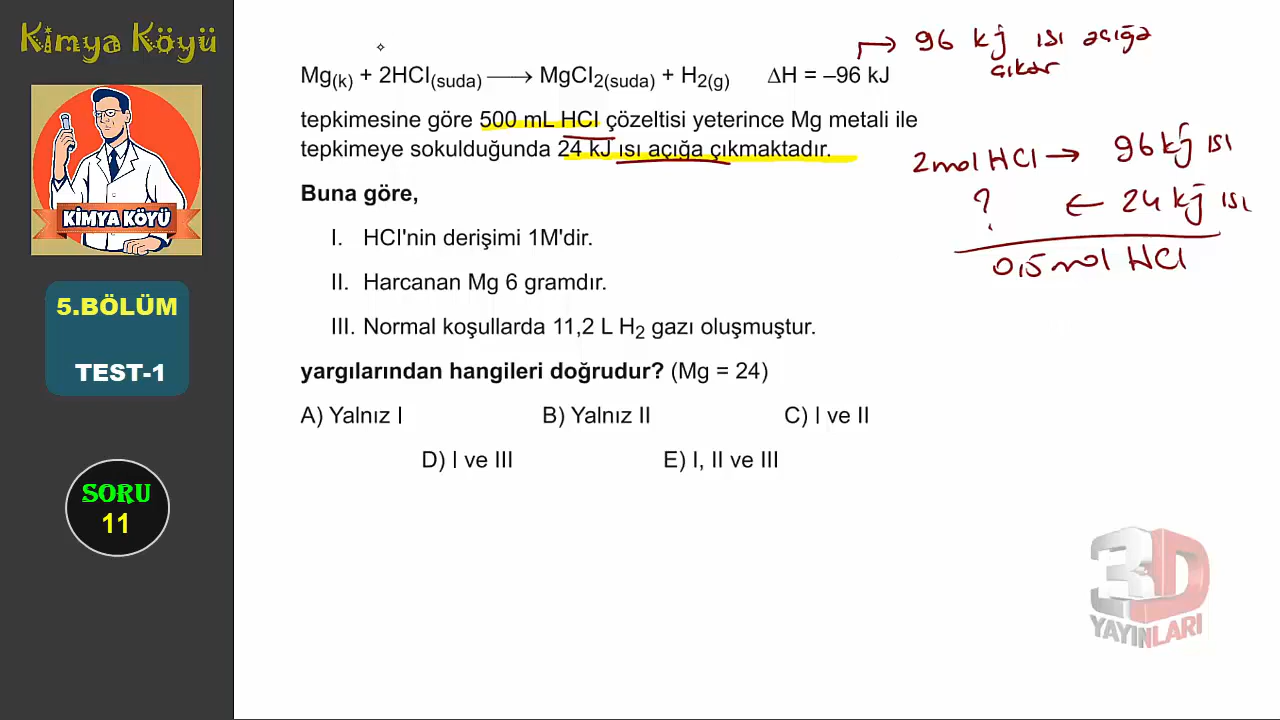 Kimya Köyü
KİMYA KÖYÜ
5.BÖLÜM
TEST-1
SORU
11
Mg(k) + 2HCl(suda) ⟶ MgCl2(suda) + H2(g) ΔH = –96 kJ
tepkimesine göre 500 mL HCl çözeltisi yeterince Mg metali ile
tepkimeye sokulduğunda 24 kJ ısı açığa çıkmaktadır.
Buna göre,
I. HCl'nin derişimi 1M'dir.
II. Harcanan Mg 6 gramdır.
III. Normal koşullarda 11,2 L H2 gazı oluşmuştur.
yargılarından hangileri doğrudur? (Mg = 24)
A) Yalnız I B) Yalnız II C) I ve II
D) I ve III E) I, II ve III
→ 96 kj ısı açığa
çıkar
2mol HCl → 96 kj ısı
? ← 24 kj ısı
0,5 mol HCl
3D
YAYINLARI